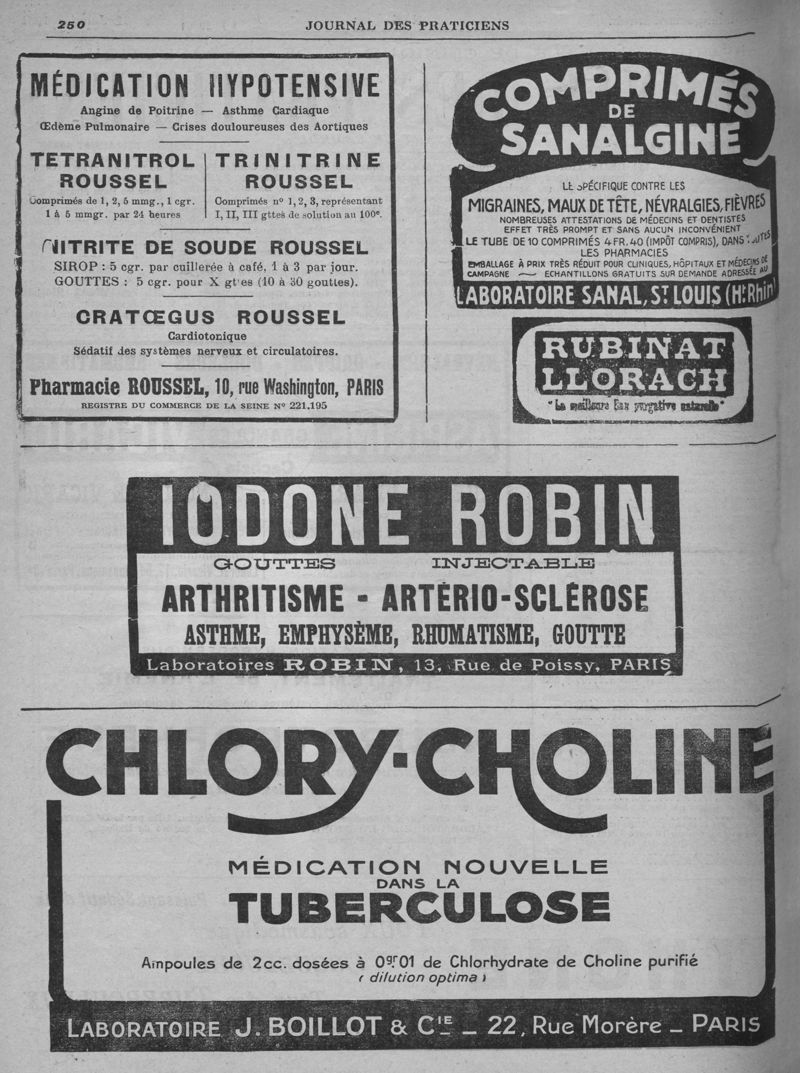 250
JOURNAL DES PRATICIENS
MÉDICATION HYPOTENSIVE
Angine de Poitrine — Asthme Cardiaque
Œdème Pulmonaire — Crises douloureuses des Aortiques
TETRANITROL
ROUSSEL
Comprimés de 1, 2, 5 mmg., 1 cgr.
1 à 5 mmgr. par 24 heures
TRINITRINE
ROUSSEL
Comprimés nº 1, 2, 3, représentant
I, II, III gttes de solution au 100e.
NITRITE DE SOUDE ROUSSEL
SIROP : 5 cgr. par cuillerée à café, 1 à 3 par jour.
GOUTTES : 5 cgr. pour X gttes (10 à 30 gouttes).
CRATŒGUS ROUSSEL
Cardiotonique
Sédatif des systèmes nerveux et circulatoires.
Pharmacie ROUSSEL, 10, rue Washington, PARIS
REGISTRE DU COMMERCE DE LA SEINE Nº 221.195
COMPRIMÉS
DE
SANALGINE
LE SPÉCIFIQUE CONTRE LES
MIGRAINES, MAUX DE TÊTE, NÉVRALGIES, FIÈVRES
NOMBREUSES ATTESTATIONS DE MÉDECINS ET DENTISTES
EFFET TRÈS PROMPT ET SANS AUCUN INCONVÉNIENT
LE TUBE DE 10 COMPRIMÉS 4 FR. 40 (IMPÔT COMPRIS), DANS TOUTES
LES PHARMACIES
EMBALLAGE À PRIX TRÈS RÉDUIT POUR CLINIQUES, HÔPITAUX ET MÉDECINS DE
CAMPAGNE — ECHANTILLONS GRATUITS SUR DEMANDE ADRESSÉE AU
LABORATOIRE SANAL, ST. LOUIS (Ht. Rhin)
RUBINAT
LLORACH
"La meilleure Eau purgative naturelle"
IODONE ROBIN
GOUTTES INJECTABLE
ARTHRITISME - ARTÉRIO-SCLÉROSE
ASTHME, EMPHYSÈME, RHUMATISME, GOUTTE
Laboratoires ROBIN, 13, Rue de Poissy, PARIS
CHLORY-CHOLINE
MÉDICATION NOUVELLE
DANS LA
TUBERCULOSE
Ampoules de 2cc. dosées à 0gr.01 de Chlorhydrate de Choline purifié
( dilution optima )
LABORATOIRE J. BOILLOT & CIE _ 22, Rue Morère _ PARIS